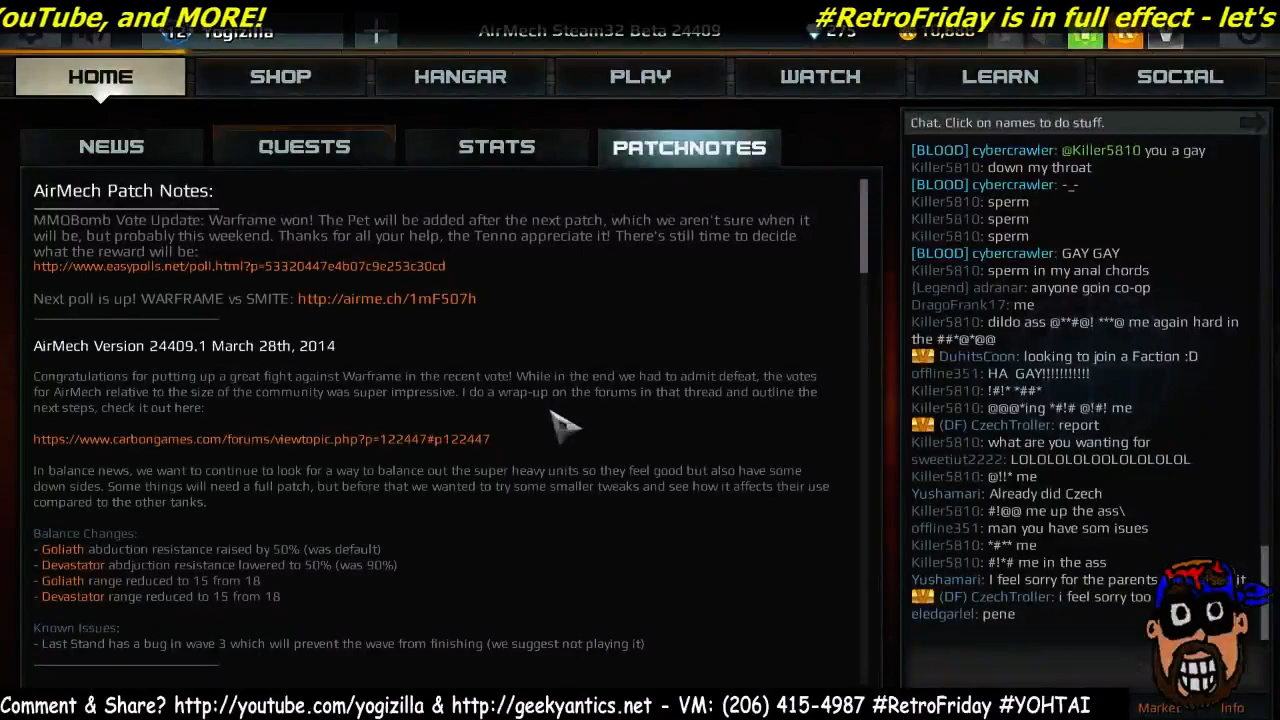 YouTube, and MORE!
#RetroFriday is in full effect - let's
Yogizilla
AirMech Steam32 Beta 24409
275
10,888
HOME
SHOP
HANGAR
PLAY
WATCH
LEARN
SOCIAL
NEWS
QUESTS
STATS
PATCHNOTES
AirMech Patch Notes:
MMOBomb Vote Update: Warframe won! The Pet will be added after the next patch, which we aren't sure when it
will be, but probably this weekend. Thanks for all your help, the Tenno appreciate it! There's still time to decide
what the reward will be:
http://www.easypolls.net/poll.html?p=53320447e4b07c9e253c30cd
Next poll is up! WARFRAME vs SMITE: http://airme.ch/1mF507h
AirMech Version 24409.1 March 28th, 2014
Congratulations for putting up a great fight against Warframe in the recent vote! While in the end we had to admit defeat, the votes
for AirMech relative to the size of the community was super impressive. I do a wrap-up on the forums in that thread and outline the
next steps, check it out here:
https://www.carbongames.com/forums/viewtopic.php?p=122447#p122447
In balance news, we want to continue to look for a way to balance out the super heavy units so they feel good but also have some
down sides. Some things will need a full patch, but before that we wanted to try some smaller tweaks and see how it affects their use
compared to the other tanks.
Balance Changes:
- Goliath abduction resistance raised by 50% (was default)
- Devastator abdjuction resistance lowered to 50% (was 90%)
- Goliath range reduced to 15 from 18
- Devastator range reduced to 15 from 18
Known Issues:
- Last Stand has a bug in wave 3 which will prevent the wave from finishing (we suggest not playing it)
Chat. Click on names to do stuff.
[BLOOD] cybercrawler: @Killer5810 you a gay
Killer5810: down my throat
[BLOOD] cybercrawler: -_-
Killer5810: sperm
Killer5810: sperm
Killer5810: sperm
[BLOOD] cybercrawler: GAY GAY
Killer5810: sperm in my anal chords
[Legend] adranar: anyone goin co-op
DragoFrank17: me
Killer5810: dildo ass @**#@! ***@ me again hard in
the ##*@*@@
DuhitsCoon: looking to join a Faction :D
offline351: HA GAY!!!!!!!!!!!
Killer5810: !#!* *##*
Killer5810: @@@*ing *#!# @!#! me
(DF) CzechTroller: report
Killer5810: what are you wanting for
sweetiut2222: LOLOLOLOLOOLOLOLOLOL
Killer5810: @!!* me
Yushamari: Already did Czech
Killer5810: #!@@ me up the ass\
offline351: man you have som isues
Killer5810: *#** me
Killer5810: #!*# me in the ass
Yushamari: I feel sorry for the parents
it
(DF) CzechTroller: i feel sorry too
eledgarlel: pene
Market
Info
Comment & Share? http://youtube.com/yogizilla & http://geekyantics.net - VM: (206) 415-4987 #RetroFriday #YOHTAI